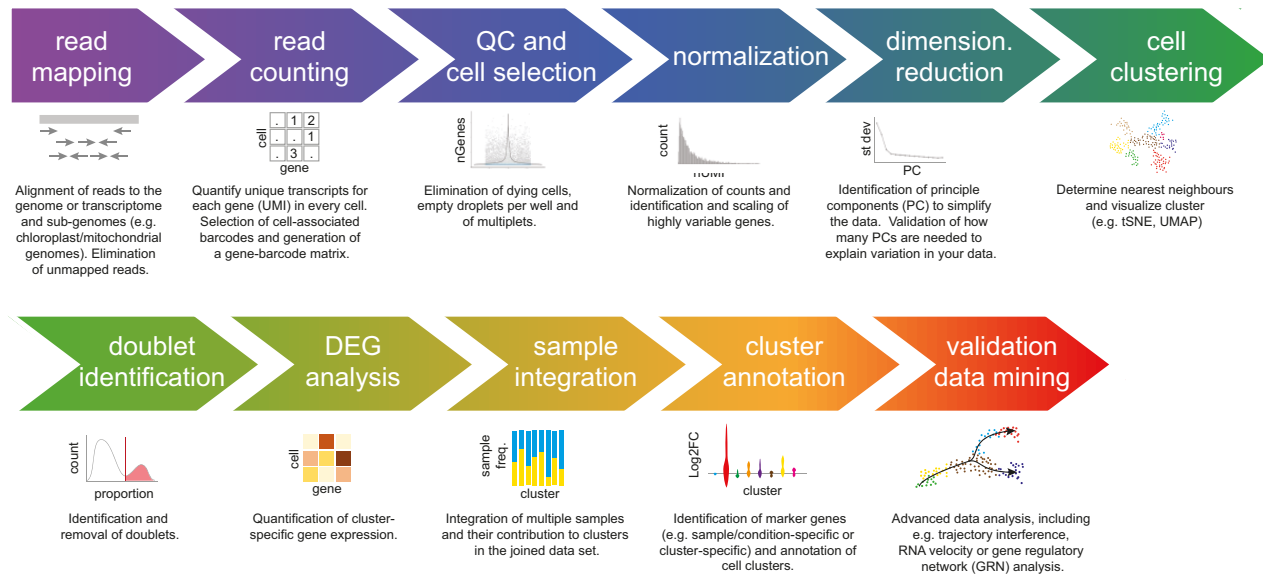 read
mapping
read
counting
QC and
cell selection
normalization
dimension.
reduction
cell
clustering
cell
. 1 2
. . 1
. 3 .
gene
nGenes
count
nUMI
st dev
PC
Alignment of reads to the
genome or transcriptome
and sub-genomes (e.g.
chloroplast/mitochondrial
genomes). Elimination
of unmapped reads.
Quantify unique transcripts for
each gene (UMI) in every cell.
Selection of cell-associated
barcodes and generation of
a gene-barcode matrix.
Elimination of dying cells,
empty droplets per well and
of multiplets.
Normalization of counts and
identification and scaling of
highly variable genes.
Identification of principle
components (PC) to simplify
the data. Validation of how
many PCs are needed to
explain variation in your data.
Determine nearest neighbours
and visualize cluster
(e.g. tSNE, UMAP)
doublet
identification
DEG
analysis
sample
integration
cluster
annotation
validation
data mining
count
proportion
cell
gene
sample
freq.
cluster
Log2FC
cluster
Identification and
removal of doublets.
Quantification of cluster-
specific gene expression.
Integration of multiple samples
and their contribution to clusters
in the joined data set.
Identification of marker genes
(e.g. sample/condition-specific or
cluster-specific) and annotation of
cell clusters.
Advanced data analysis, including
e.g. trajectory interference,
RNA velocity or gene regulatory
network (GRN) analysis.